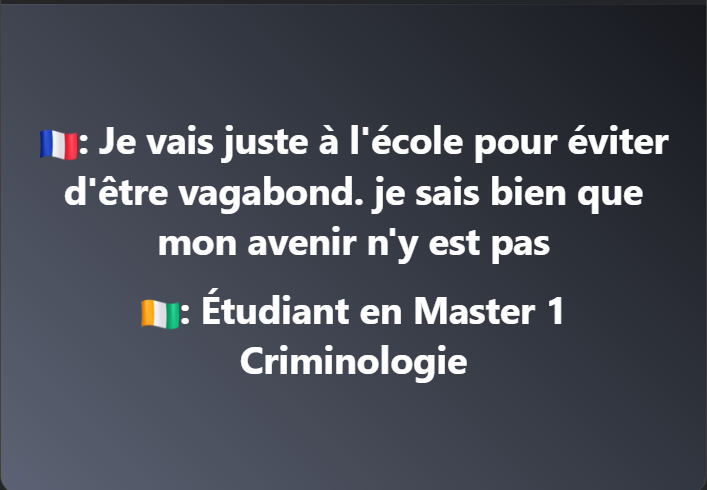 🇫🇷: Je vais juste à l'école pour éviter
d'être vagabond. je sais bien que
mon avenir n'y est pas
🇨🇮: Étudiant en Master 1
Criminologie